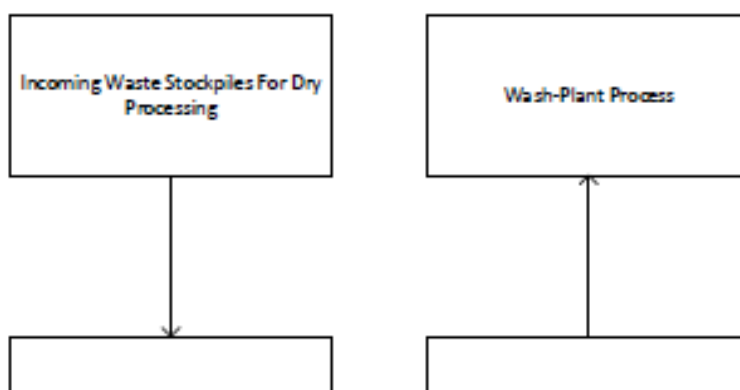 Incoming Waste Stockpiles For Dry
Processing
Wash-Plant Process